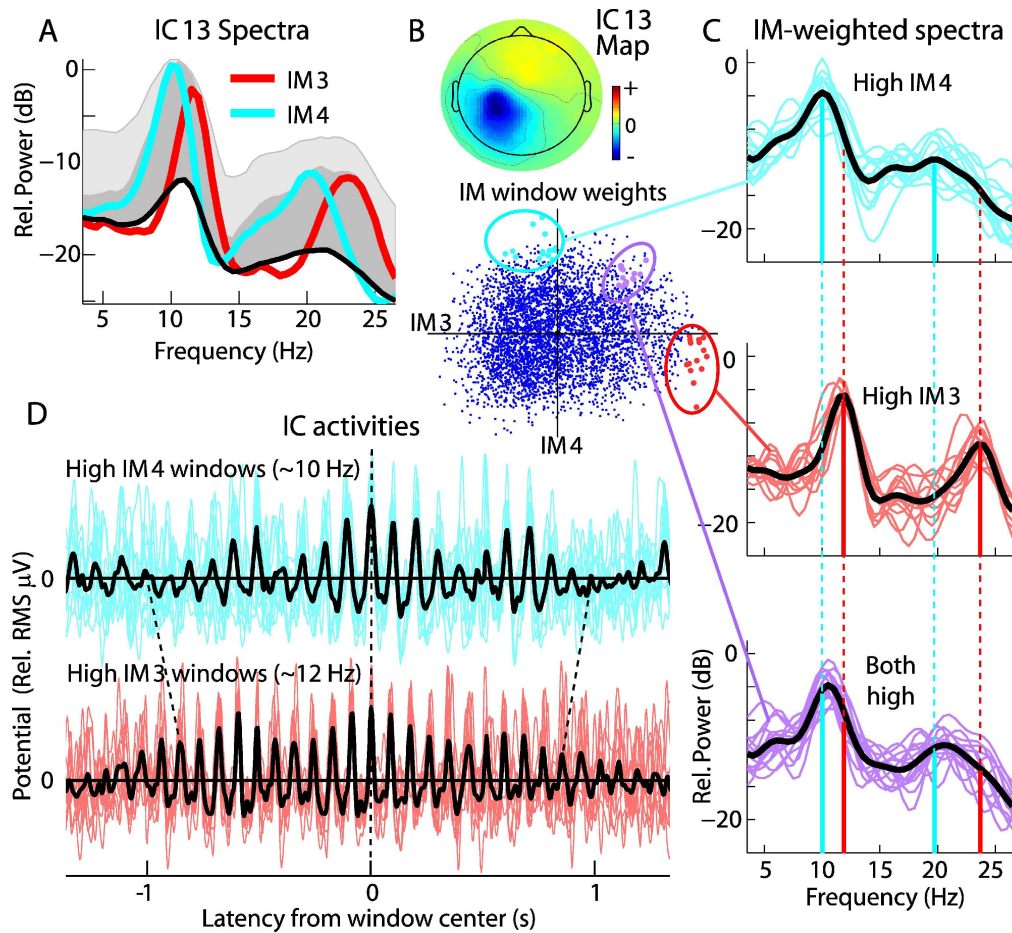 A
IC 13 Spectra
Rel. Power (dB)
0
−10
−20
IM 3
IM 4
5
10
15
20
25
Frequency (Hz)
B
IC 13
Map
+
0
-
IM window weights
IM 3
IM 4
C
IM-weighted spectra
High IM 4
0
−20
High IM 3
0
−20
Both
high
Rel. Power (dB)
0
−20
5
10
15
20
25
Frequency (Hz)
D
IC activities
High IM 4 windows (~10 Hz)
0
High IM 3 windows (~12 Hz)
0
Potential (Rel. RMS µV)
-1
0
1
Latency from window center (s)